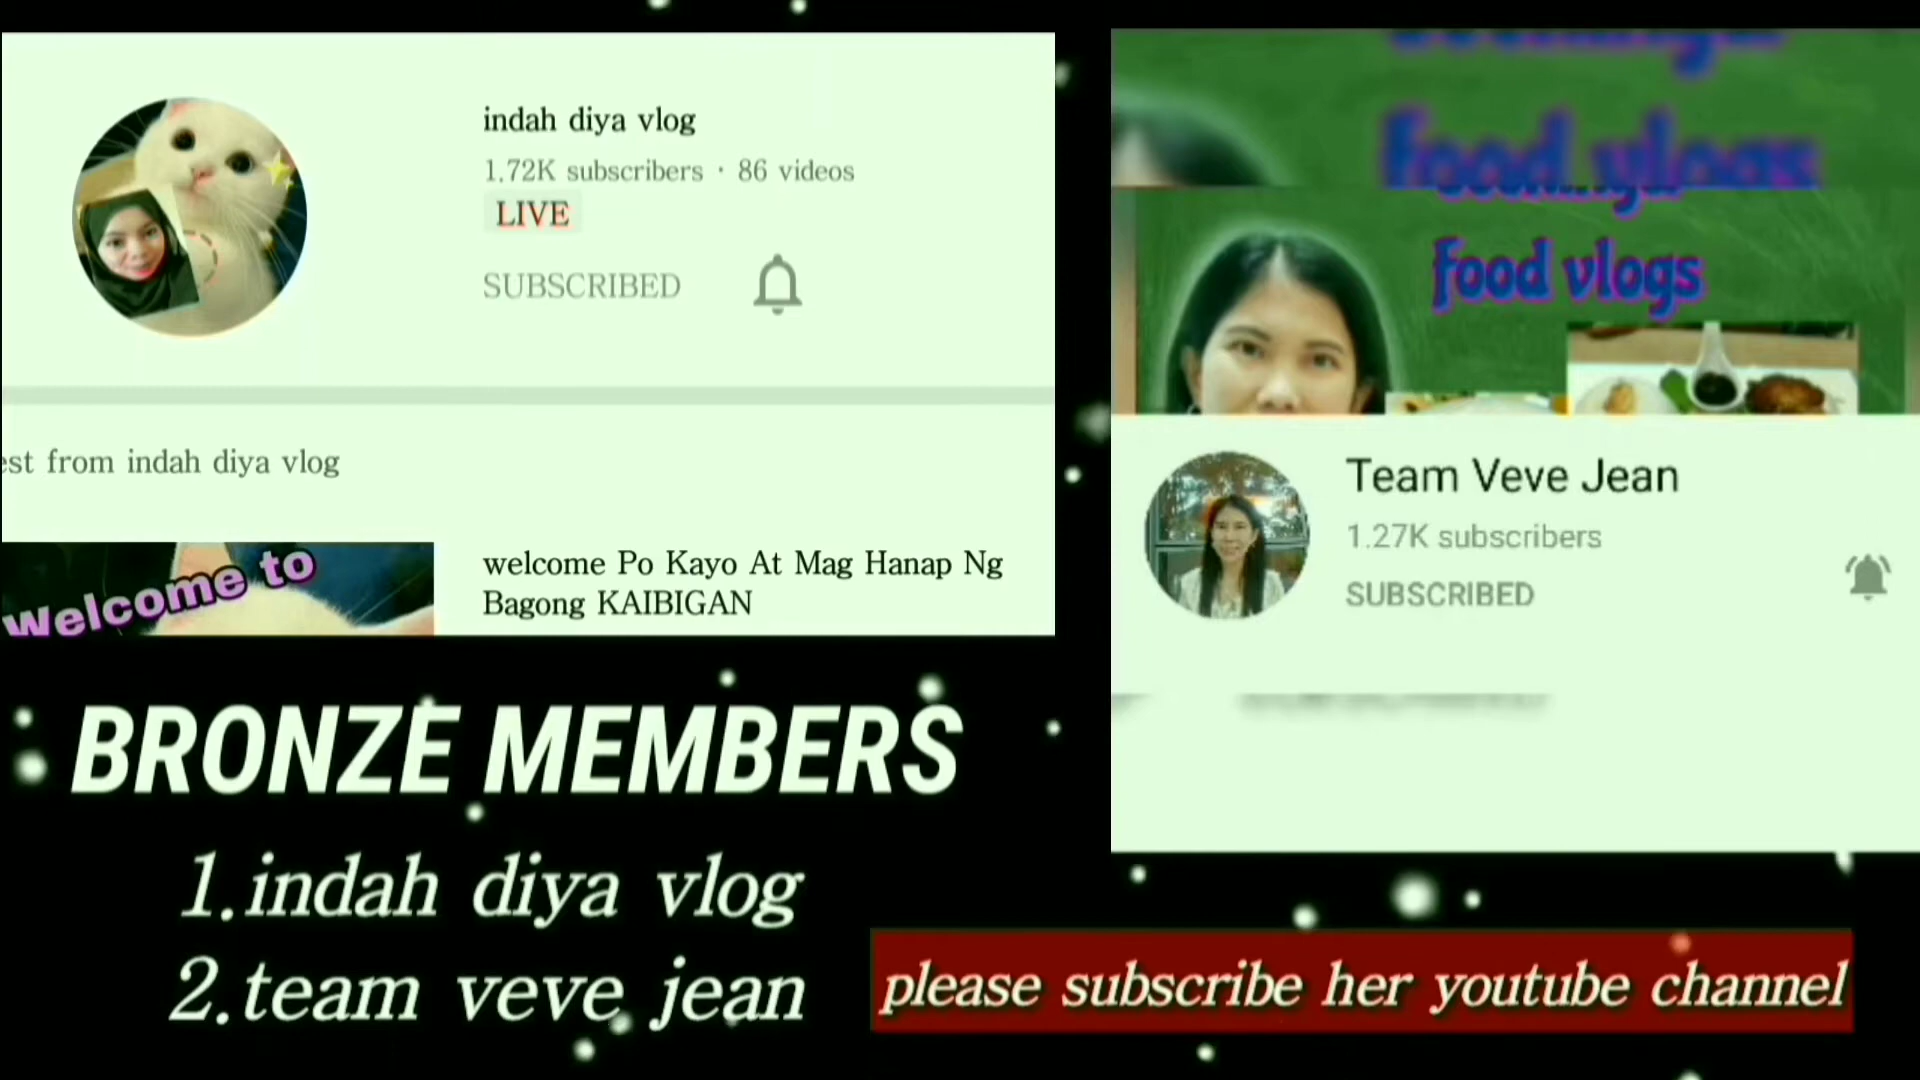 indah diya vlog
1.72K subscribers · 86 videos
LIVE
SUBSCRIBED
est from indah diya vlog
Welcome to
welcome Po Kayo At Mag Hanap Ng
Bagong KAIBIGAN
food vlogs
food vlogs
Team Veve Jean
1.27K subscribers
SUBSCRIBED
BRONZE MEMBERS
1.indah diya vlog
2.team veve jean
please subscribe her youtube channel